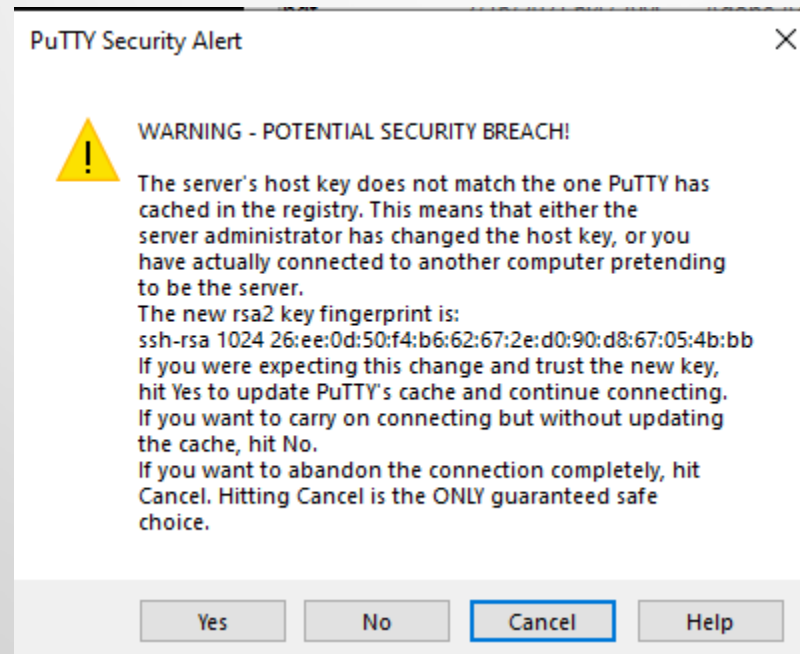 PuTTY Security Alert
WARNING - POTENTIAL SECURITY BREACH!
The server's host key does not match the one PuTTY has
cached in the registry. This means that either the
server administrator has changed the host key, or you
have actually connected to another computer pretending
to be the server.
The new rsa2 key fingerprint is:
ssh-rsa 1024 26:ee:0d:50:f4:b6:62:67:2e:d0:90:d8:67:05:4b:bb
If you were expecting this change and trust the new key,
hit Yes to update PuTTY's cache and continue connecting.
If you want to carry on connecting but without updating
the cache, hit No.
If you want to abandon the connection completely, hit
Cancel. Hitting Cancel is the ONLY guaranteed safe
choice.
Yes No Cancel Help